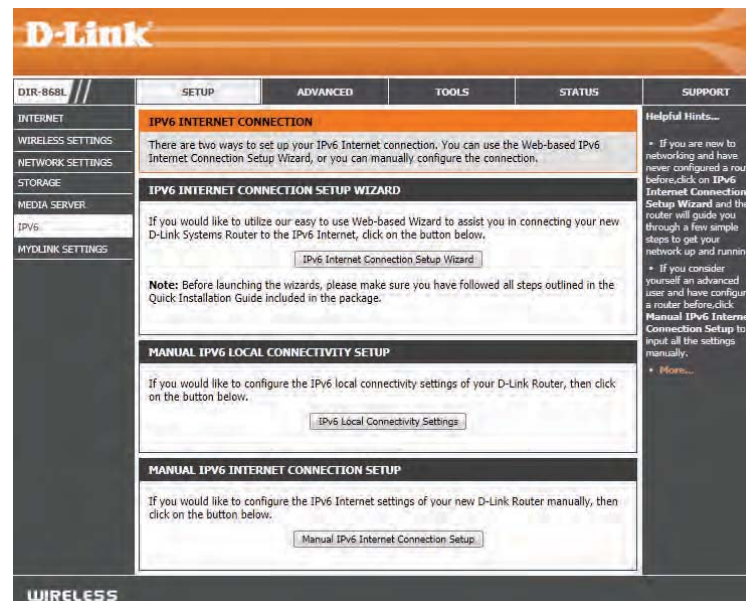 D-Link
DIR-868L
SETUP
ADVANCED
TOOLS
STATUS
SUPPORT
INTERNET
WIRELESS SETTINGS
NETWORK SETTINGS
STORAGE
MEDIA SERVER
IPV6
MYDLINK SETTINGS
IPV6 INTERNET CONNECTION
There are two ways to set up your IPv6 Internet connection. You can use the Web-based IPv6
Internet Connection Setup Wizard, or you can manually configure the connection.
IPV6 INTERNET CONNECTION SETUP WIZARD
If you would like to utilize our easy to use Web-based Wizard to assist you in connecting your new
D-Link Systems Router to the IPv6 Internet, click on the button below.
IPv6 Internet Connection Setup Wizard
Note: Before launching the wizards, please make sure you have followed all steps outlined in the
Quick Installation Guide included in the package.
MANUAL IPV6 LOCAL CONNECTIVITY SETUP
If you would like to configure the IPv6 local connectivity settings of your D-Link Router, then click
on the button below.
IPv6 Local Connectivity Settings
MANUAL IPV6 INTERNET CONNECTION SETUP
If you would like to configure the IPv6 Internet settings of your new D-Link Router manually, then
click on the button below.
Manual IPv6 Internet Connection Setup
Helpful Hints...
• If you are new to
networking and have
never configured a rou
before,click on IPv6
Internet Connection
Setup Wizard and the
router will guide you
through a few simple
steps to get your
network up and runnin
• If you consider
yourself an advanced
user and have configur
a router before,click
Manual IPv6 Interne
Connection Setup to
input all the settings
manually.
• More...
WIRELESS